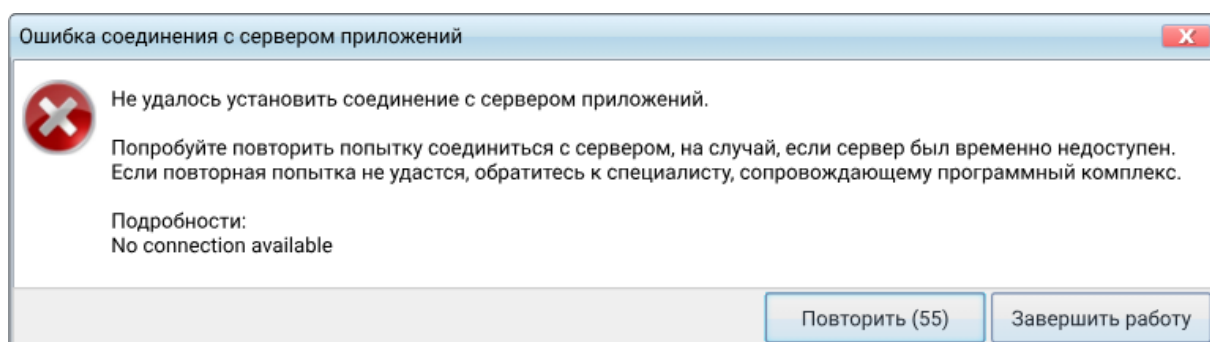 Ошибка соединения с сервером приложений
X
Не удалось установить соединение с сервером приложений.
Попробуйте повторить попытку соединиться с сервером, на случай, если сервер был временно недоступен.
Если повторная попытка не удастся, обратитесь к специалисту, сопровождающему программный комплекс.
Подробности:
No connection available
Повторить (55)
Завершить работу